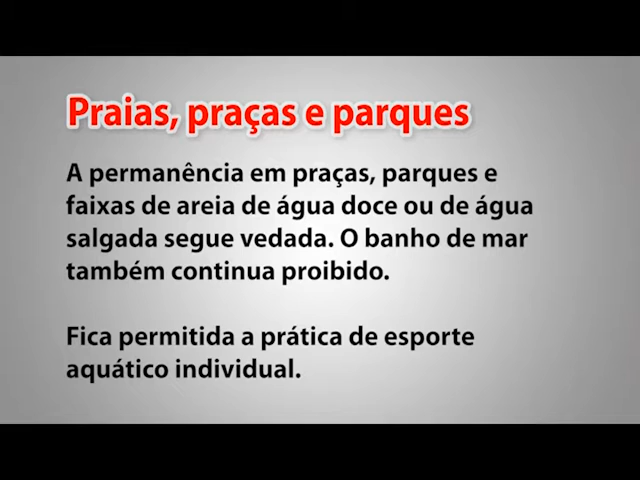 Praias, praças e parques
A permanência em praças, parques e
faixas de areia de água doce ou de água
salgada segue vedada. O banho de mar
também continua proibido.
Fica permitida a prática de esporte
aquático individual.